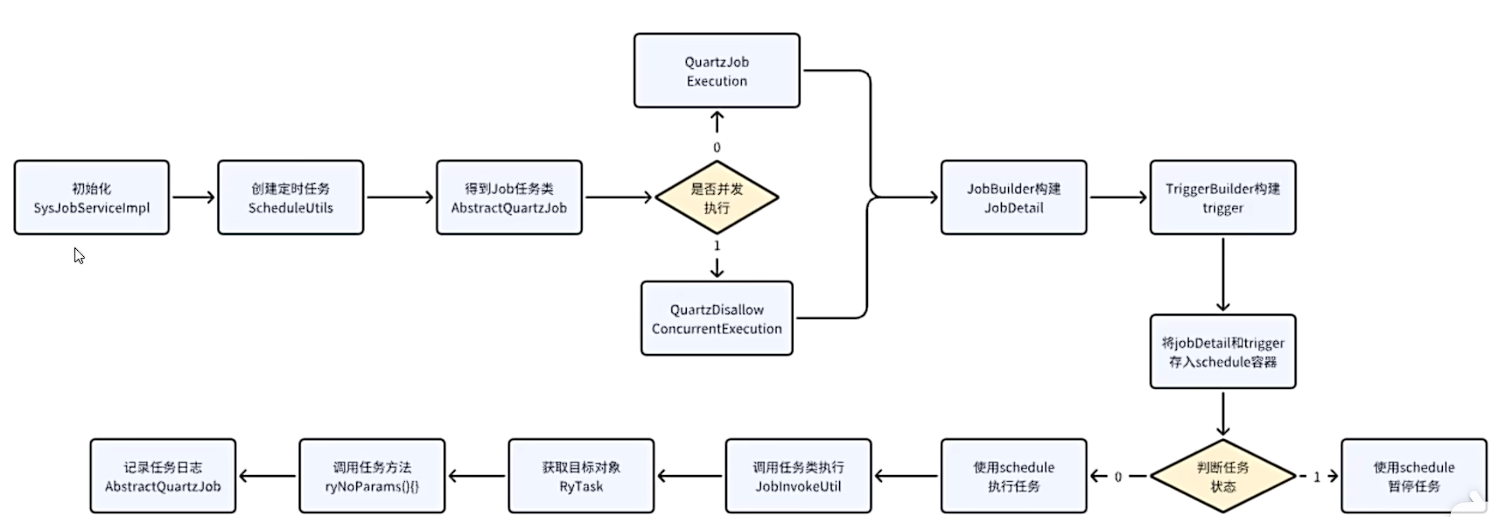 QuartzJob
Execution
0
初始化
SysJobServiceImpl
创建定时任务
ScheduleUtils
得到Job任务类
AbstractQuartzJob
是否并发
执行
JobBuilder构建
JobDetail
TriggerBuilder构建
trigger
1
QuartzDisallow
ConcurrentExecution
将jobDetail和trigger
存入schedule容器
记录任务日志
AbstractQuartzJob
调用任务方法
ryNoParams(){}
获取目标对象
RyTask
调用任务类执行
JobInvokeUtil
使用schedule
执行任务
0
判断任务
状态
1
使用schedule
暂停任务